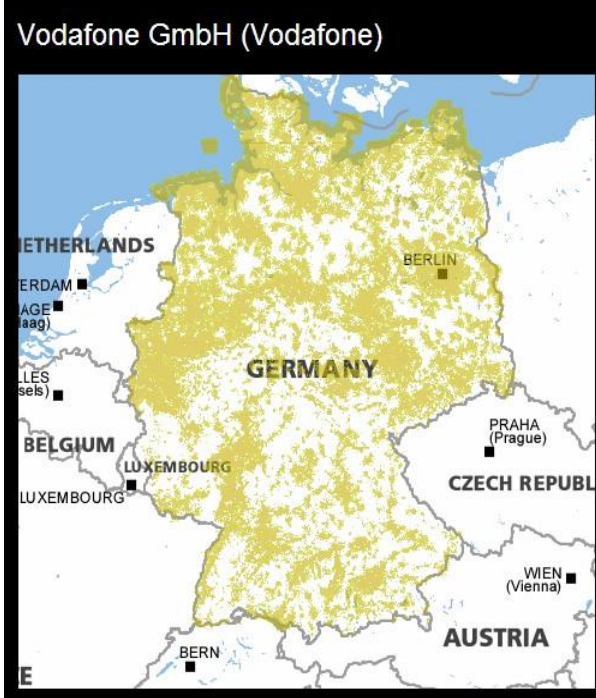 Vodafone GmbH (Vodafone)
ETHERLANDS
BERLIN
ERDAM
AGE
aag)
GERMANY
LLES
sels)
PRAHA
(Prague)
BELGIUM
LUXEMBOURG
CZECH REPUBL
LUXEMBOURG
WIEN
(Vienna)
AUSTRIA
BERN
E